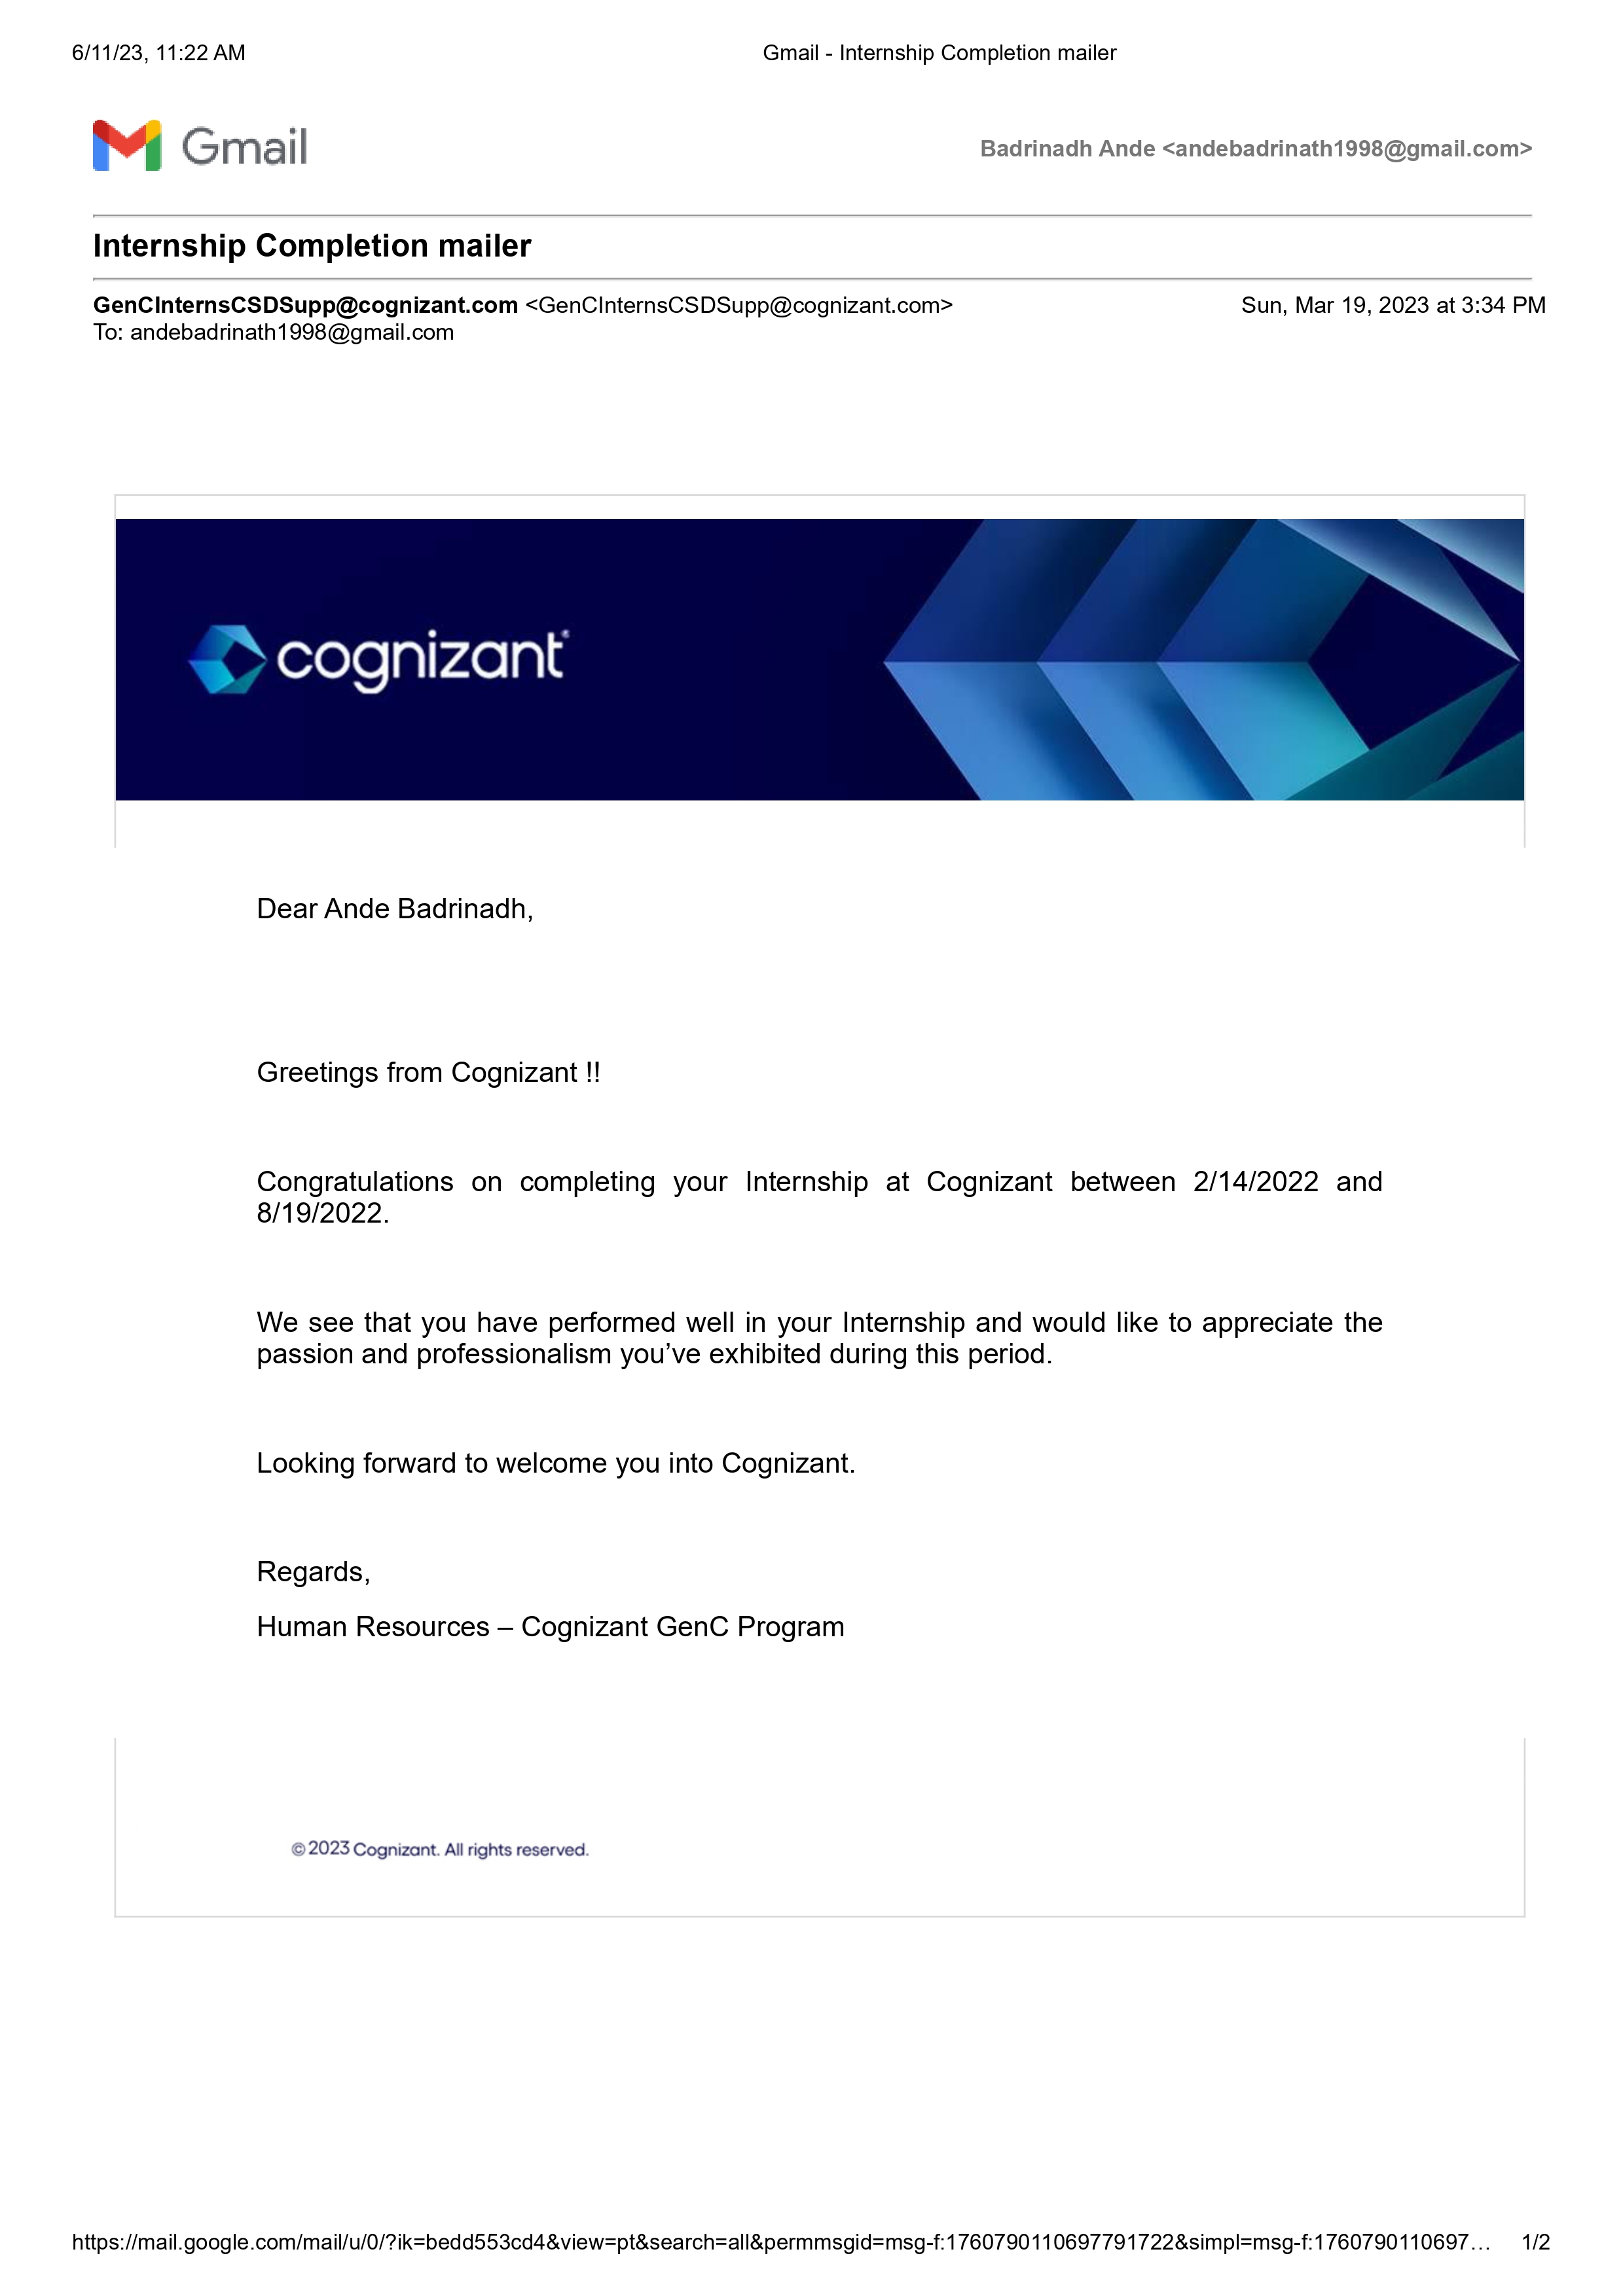 6/11/23, 11:22 AM
Gmail - Internship Completion mailer
Gmail
Badrinadh Ande <andebadrinath1998@gmail.com>
Internship Completion mailer
GenCInternsCSDSupp@cognizant.com <GenCInternsCSDSupp@cognizant.com>
Sun, Mar 19, 2023 at 3:34 PM
To: andebadrinath1998@gmail.com
cognizant
Dear Ande Badrinadh,
Greetings from Cognizant !!
Congratulations on completing your Internship at Cognizant between 2/14/2022 and
8/19/2022.
We see that you have performed well in your Internship and would like to appreciate the
passion and professionalism you’ve exhibited during this period.
Looking forward to welcome you into Cognizant.
Regards,
Human Resources – Cognizant GenC Program
© 2023 Cognizant. All rights reserved.
https://mail.google.com/mail/u/0/?ik=bedd553cd4&view=pt&search=all&permmsgid=msg-f:1760790110697791722&simpl=msg-f:1760790110697…
1/2